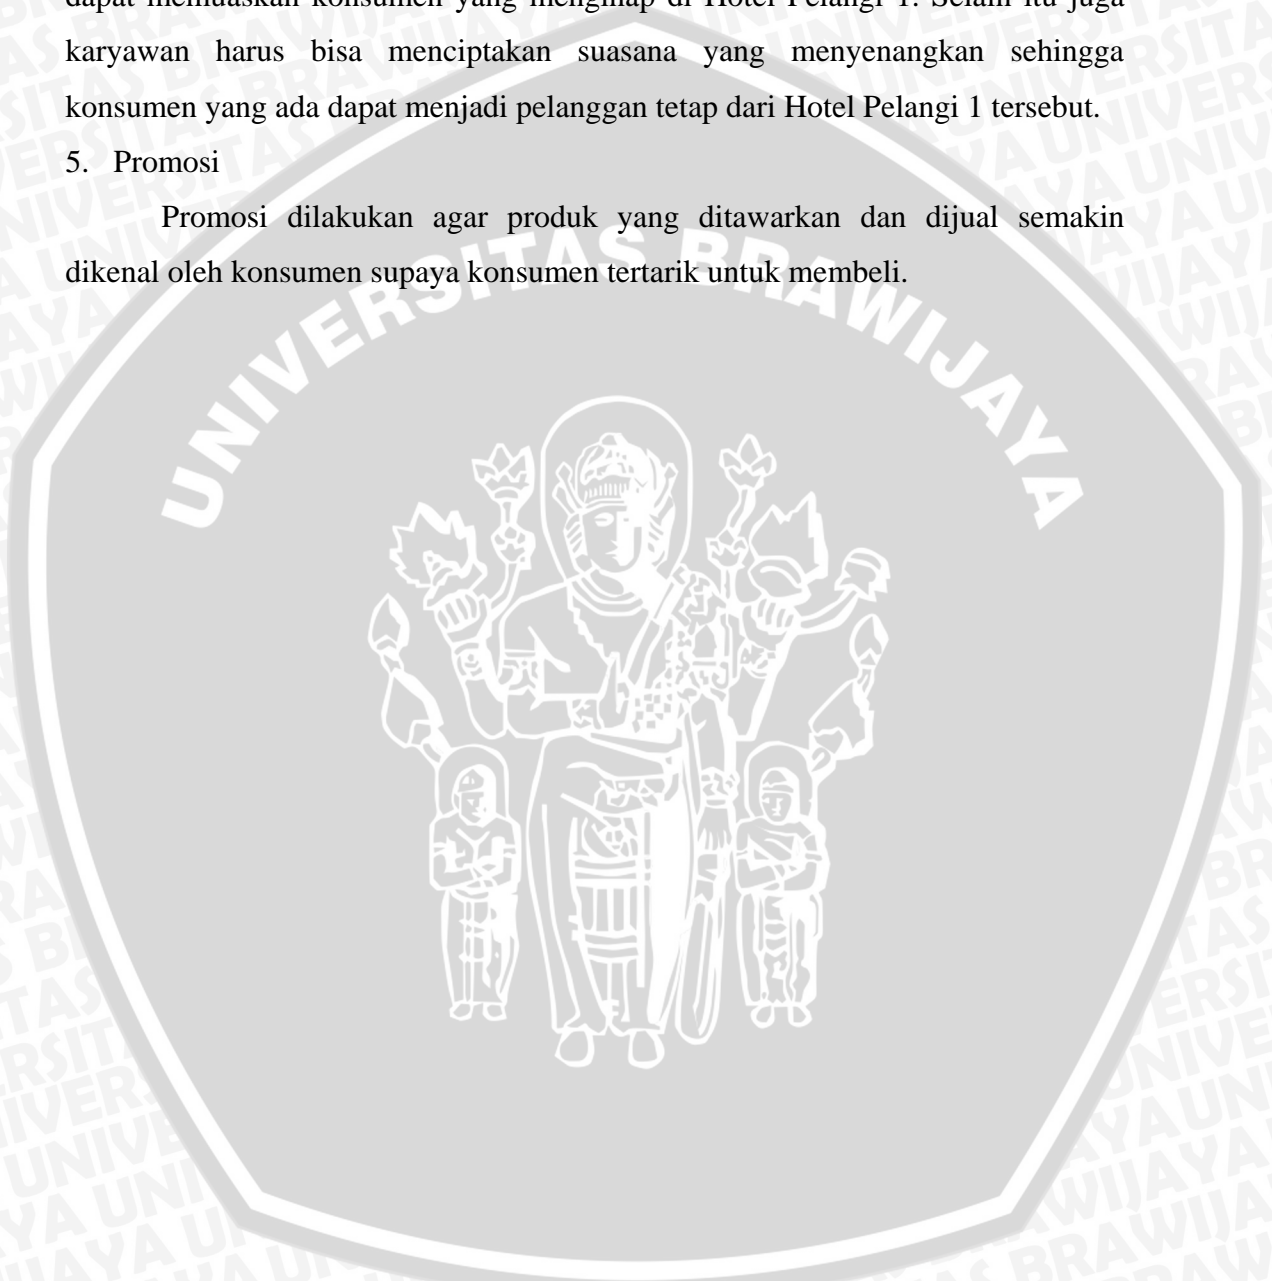 dapat memuaskan konsumen yang menginap di Hotel Pelangi 1. Selain itu juga
karyawan harus bisa menciptakan suasana yang menyenangkan sehingga
konsumen yang ada dapat menjadi pelanggan tetap dari Hotel Pelangi 1 tersebut.
5. Promosi
Promosi dilakukan agar produk yang ditawarkan dan dijual semakin
dikenal oleh konsumen supaya konsumen tertarik untuk membeli.
UNIVERSITAS BRAWIJAYA